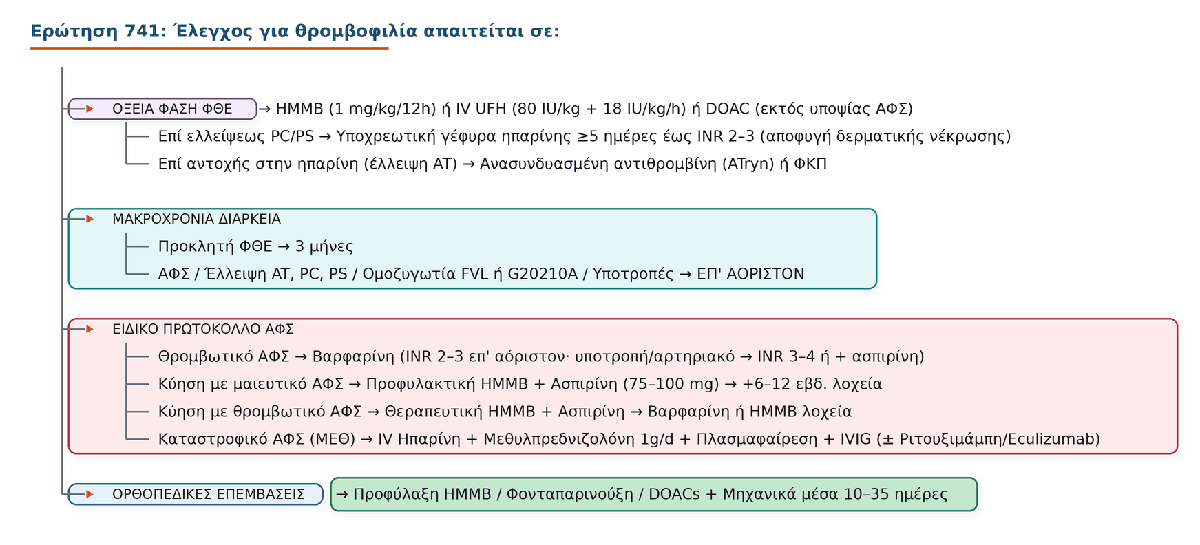 Ερώτηση 741: Έλεγχος για θρομβοφιλία απαιτείται σε:
ΟΞΕΙΑ ΦΑΣΗ ΦΘΕ → ΗΜΜΒ (1 mg/kg/12h) ή IV UFH (80 IU/kg + 18 IU/kg/h) ή DOAC (εκτός υποψίας ΑΦΣ)
Επί ελλείψεως PC/PS → Υποχρεωτική γέφυρα ηπαρίνης ≥5 ημέρες έως INR 2–3 (αποφυγή δερματικής νέκρωσης)
Επί αντοχής στην ηπαρίνη (έλλειψη AT) → Ανασυνδυασμένη αντιθρομβίνη (ATryn) ή ΦΚΠ
ΜΑΚΡΟΧΡΟΝΙΑ ΔΙΑΡΚΕΙΑ
Προκλητή ΦΘΕ → 3 μήνες
ΑΦΣ / Έλλειψη AT, PC, PS / Ομοζυγωτία FVL ή G20210A / Υποτροπές → ΕΠ' ΑΟΡΙΣΤΟΝ
ΕΙΔΙΚΟ ΠΡΩΤΟΚΟΛΛΟ ΑΦΣ
Θρομβωτικό ΑΦΣ → Βαρφαρίνη (INR 2–3 επ' αόριστον· υποτροπή/αρτηριακό → INR 3–4 ή + ασπιρίνη)
Κύηση με μαιευτικό ΑΦΣ → Προφυλακτική ΗΜΜΒ + Ασπιρίνη (75–100 mg) → +6–12 εβδ. λοχεία
Κύηση με θρομβωτικό ΑΦΣ → Θεραπευτική ΗΜΜΒ + Ασπιρίνη → Βαρφαρίνη ή ΗΜΜΒ λοχεία
Καταστροφικό ΑΦΣ (ΜΕΘ) → IV Ηπαρίνη + Μεθυλπρεδνιζολόνη 1g/d + Πλασμαφαίρεση + IVIG (± Ριτουξιμάμπη/Eculizumab)
ΟΡΘΟΠΕΔΙΚΕΣ ΕΠΕΜΒΑΣΕΙΣ → Προφύλαξη ΗΜΜΒ / Φονταπαρινούξη / DOACs + Μηχανικά μέσα 10–35 ημέρες